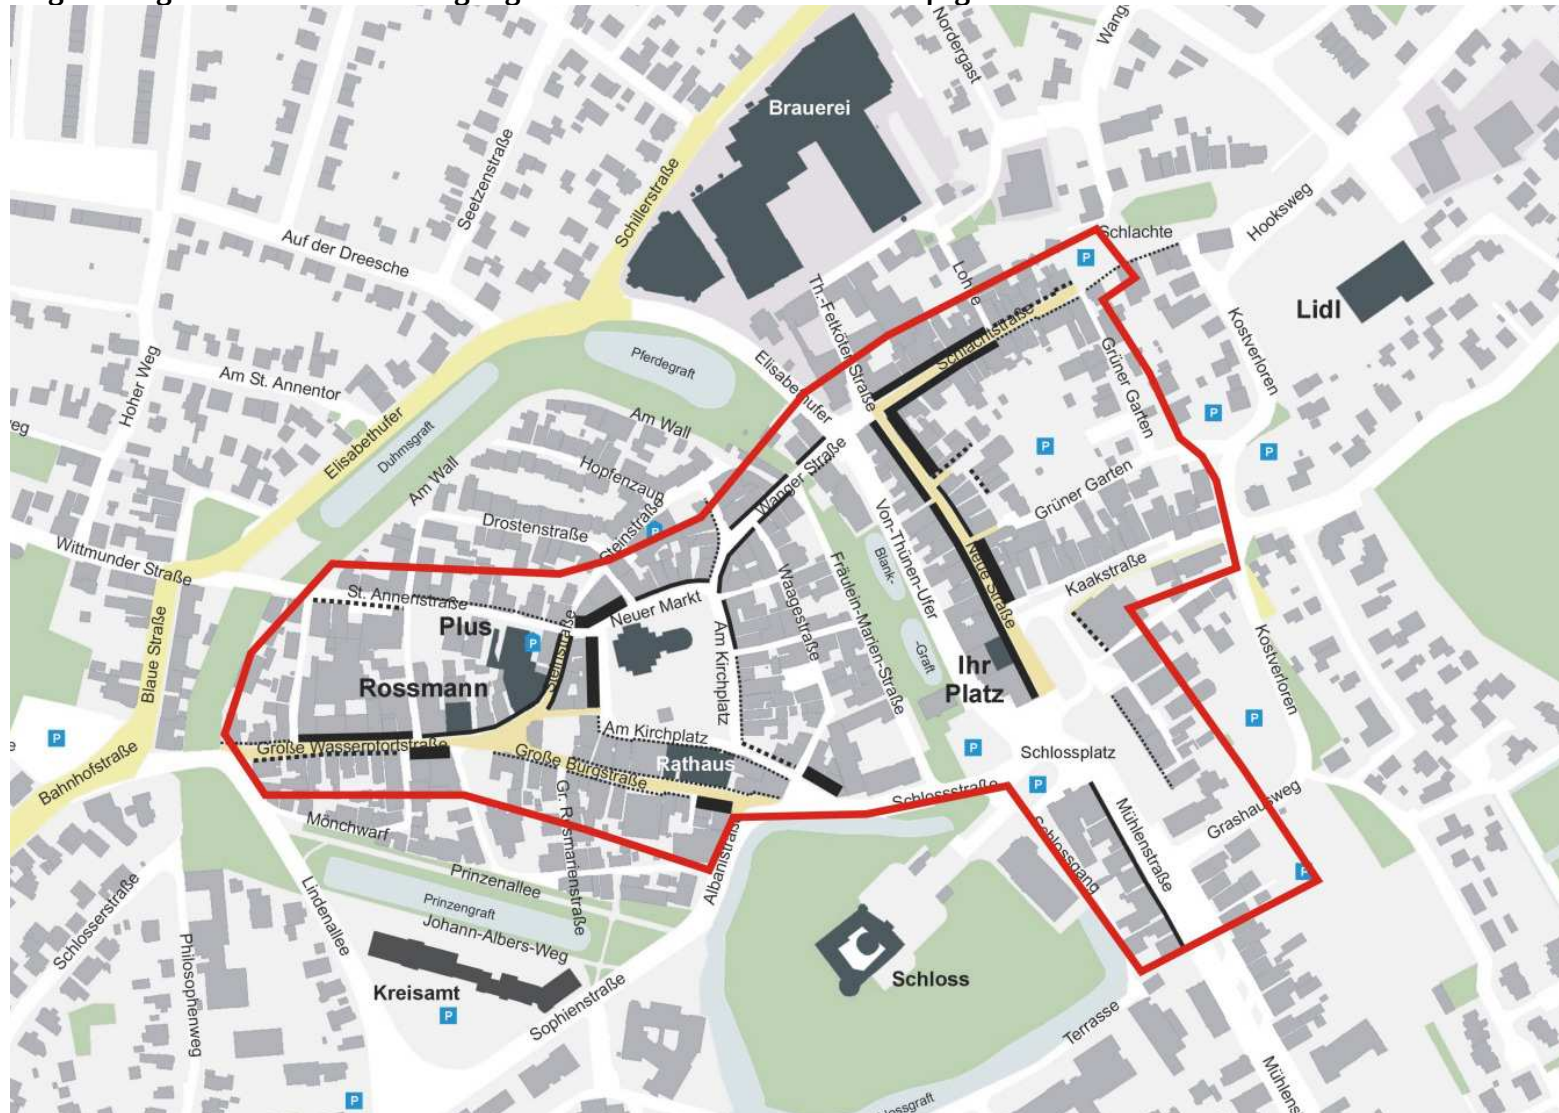 Nordergast
Brauerei
Seetzenstraße
Schillerstraße
Auf der Dreesche
Schlachte
Hooksweg
Lohne
Th.-Fetköter-Straße
Schlachtstraße
Lidl
Kostverloren
Hoher Weg
Am St. Annentor
Pferdegraft
Elisabethufer
Grüner Garten
P
P
P
P
Elisabethufer
Duhmsgraft
Am Wall
Am Wall
Hopfenzaun
Wanger Straße
Drostenstraße
Steinstraße
P
Grüner Garten
Wittmunder Straße
Von-Thünen-Ufer
Blank-
-Graft
Neue Straße
Kaakstraße
St. Annenstraße
Neuer Markt
Waagestraße
Fräulein-Marien-Straße
Plus
P
Steinstraße
Am Kirchplatz
Blaue Straße
Rossmann
Ihr
Platz
Kostverloren
P
P
Am Kirchplatz
Große Wasserpfortstraße
Große Burgstraße
Rathaus
P
Schlossplatz
P
Bahnhofstraße
Gr. Rosmarienstraße
Schlossstraße
Mühlenstraße
Grashausweg
Mönchwarf
Albanistraße
Schlossgang
P
Prinzenallee
Prinzengraft
Johann-Albers-Weg
Lindenallee
Schlosserstraße
Philosophenweg
Kreisamt
P
Schloss
Sophienstraße
Terrasse
P